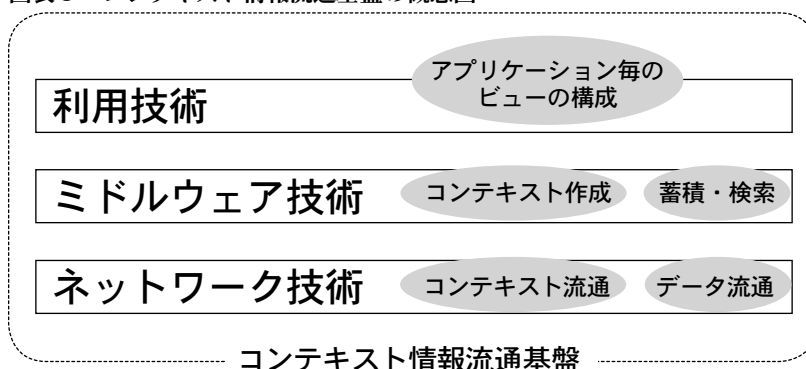 アプリケーション毎の
ビューの構成
利用技術
ミドルウェア技術 コンテキスト作成 蓄積・検索
ネットワーク技術 コンテキスト流通 データ流通
コンテキスト情報流通基盤